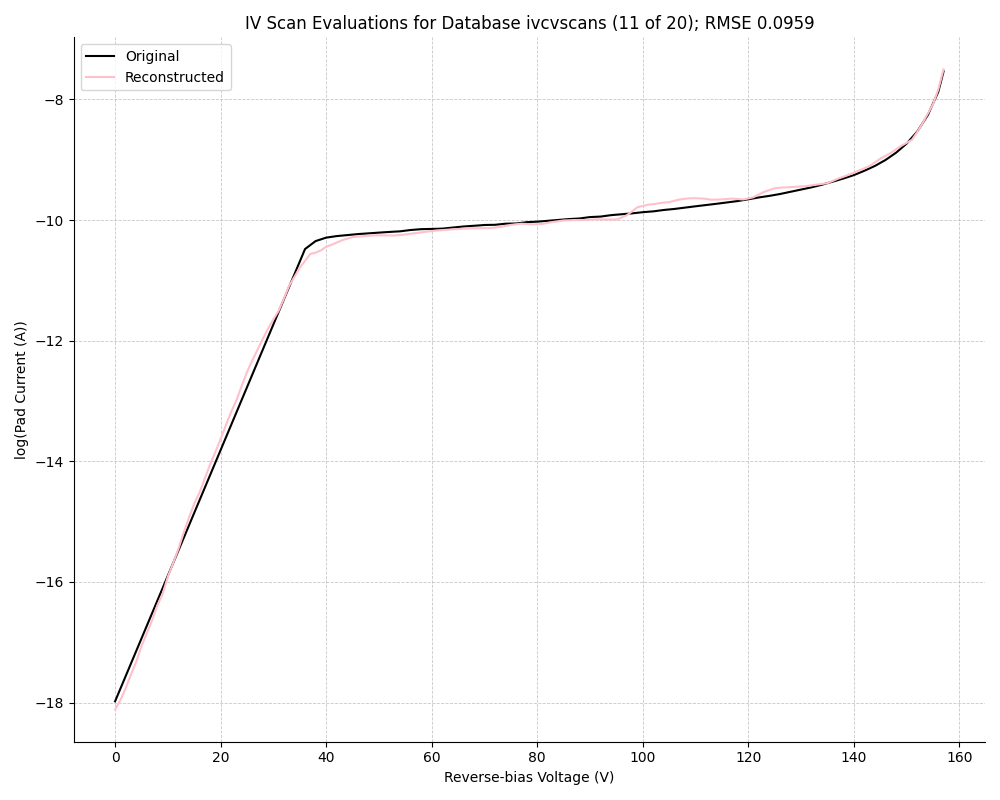 IV Scan Evaluations for Database ivcvscans (11 of 20); RMSE 0.0959
Original
Reconstructed
−8
−10
−12
−14
−16
−18
log(Pad Current (A))
0 20 40 60 80 100 120 140 160
Reverse-bias Voltage (V)